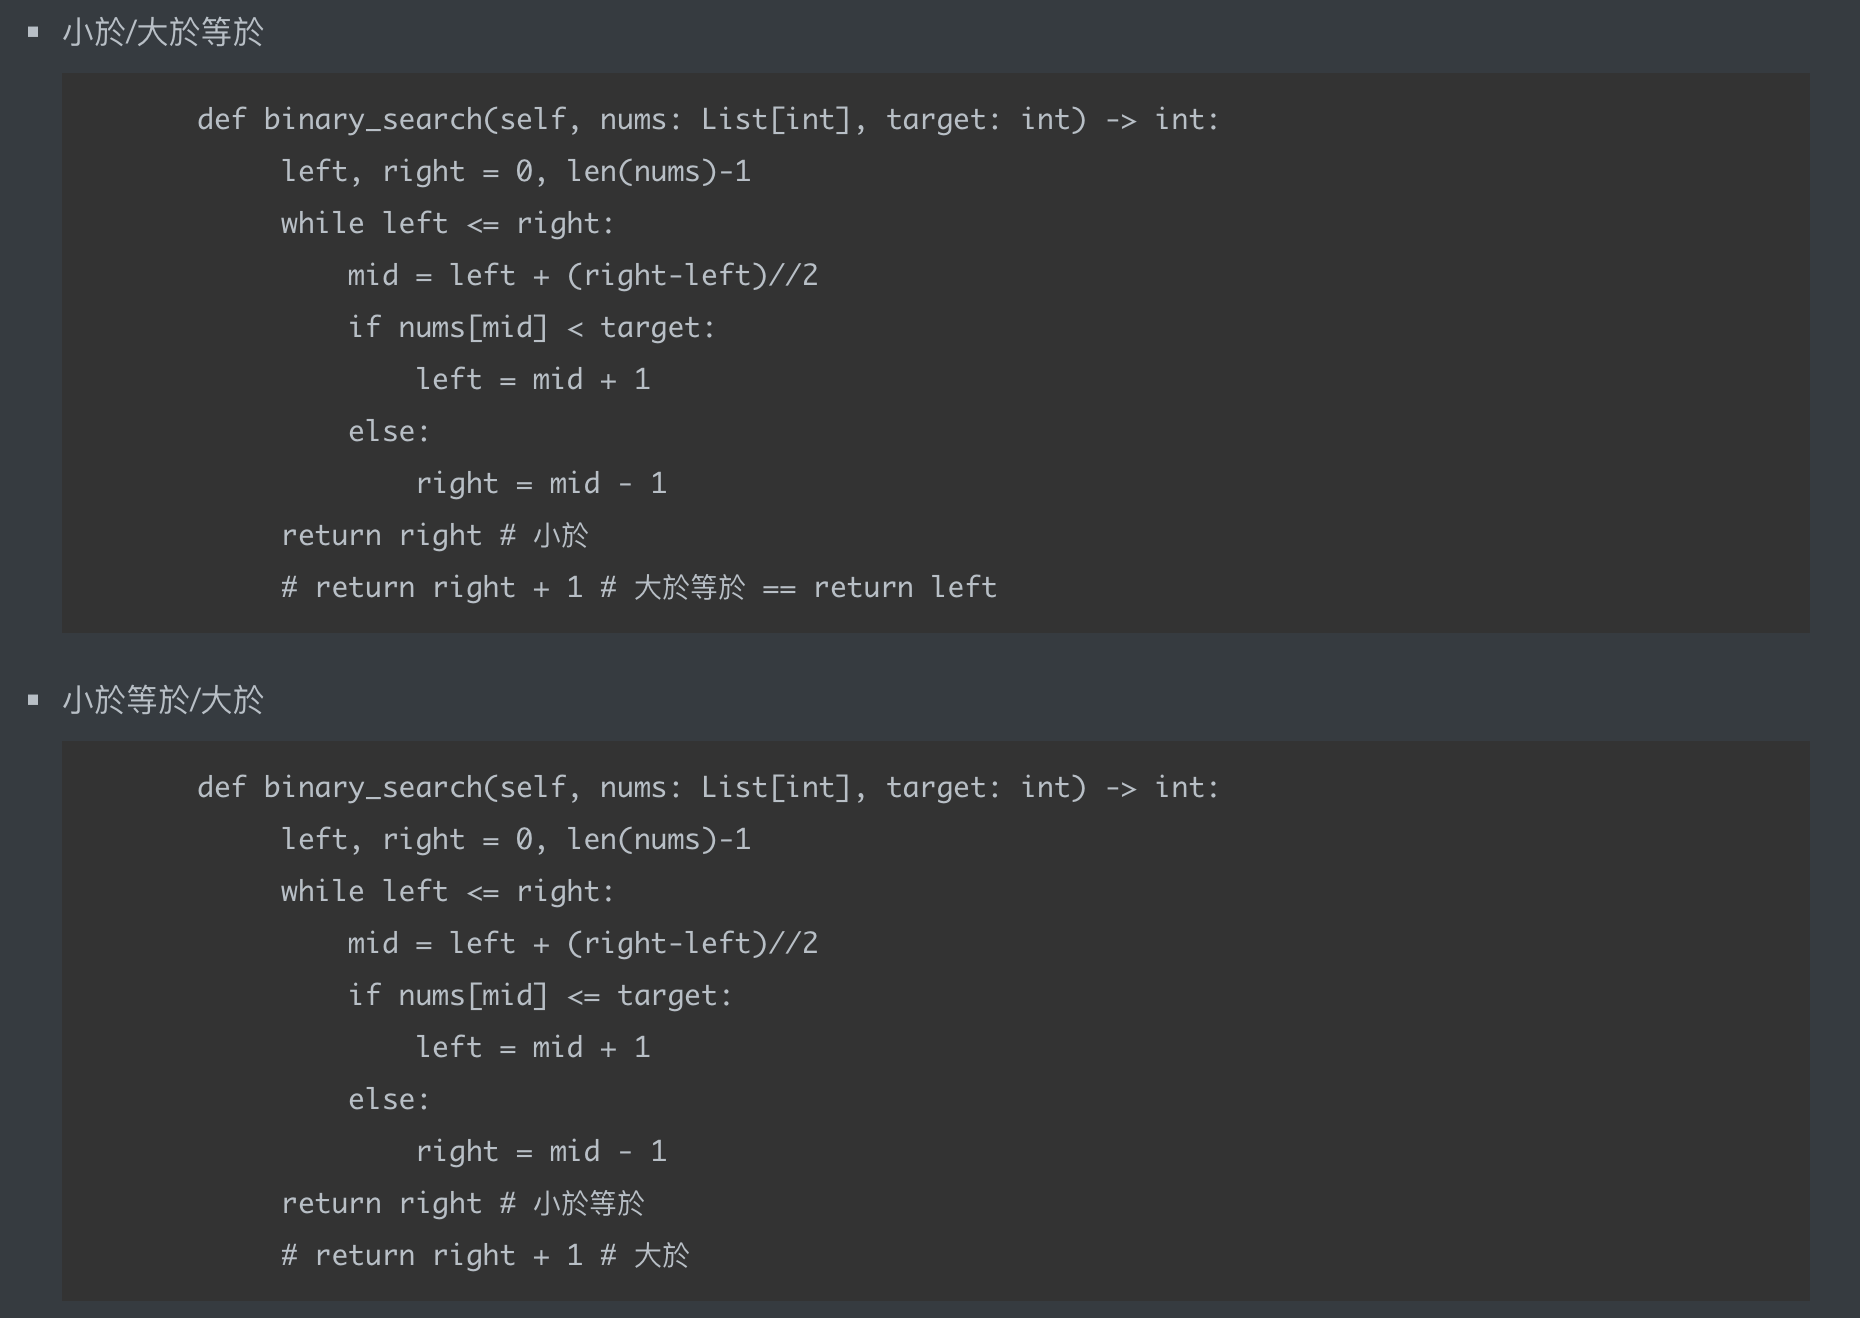 ▪ 小於/大於等於
def binary_search(self, nums: List[int], target: int) -> int:
     left, right = 0, len(nums)-1
     while left <= right:
         mid = left + (right-left)//2
         if nums[mid] < target:
             left = mid + 1
         else:
             right = mid - 1
     return right # 小於
     # return right + 1 # 大於等於 == return left
▪ 小於等於/大於
def binary_search(self, nums: List[int], target: int) -> int:
     left, right = 0, len(nums)-1
     while left <= right:
         mid = left + (right-left)//2
         if nums[mid] <= target:
             left = mid + 1
         else:
             right = mid - 1
     return right # 小於等於
     # return right + 1 # 大於